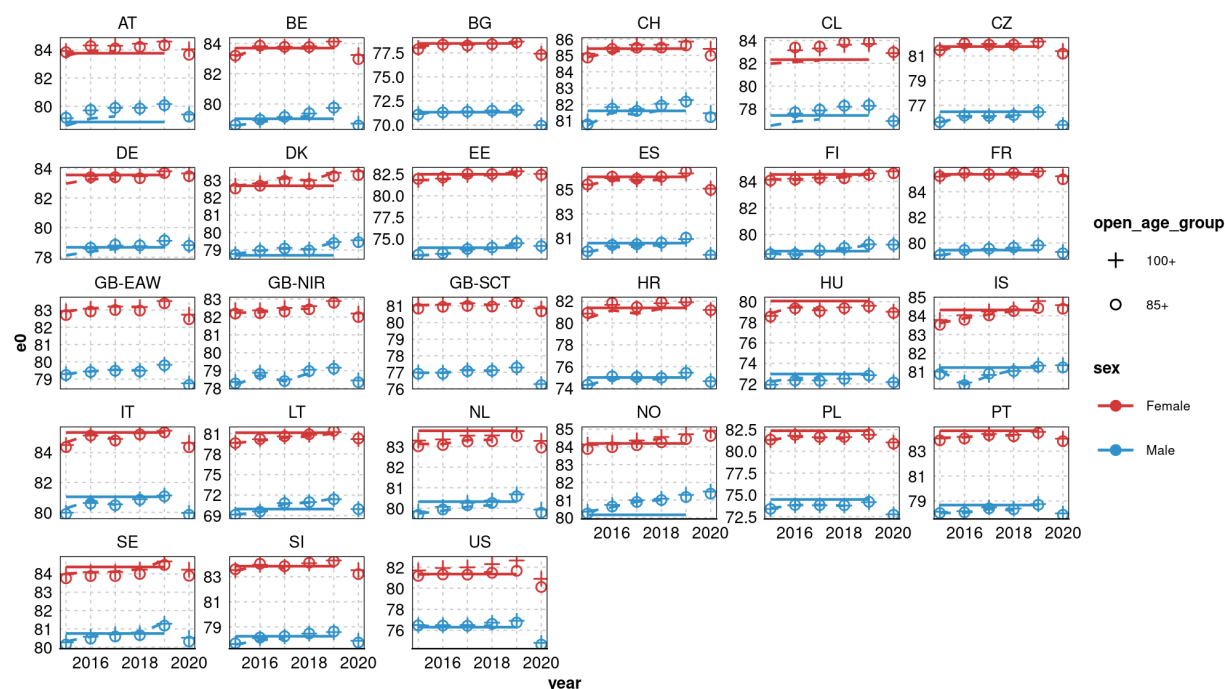 AT BE BG CH CL CZ
84 82 80
84 82 80
77.5 75.0 72.5 70.0
86 85 84 83 82 81
84 82 80 78
81 79 77
DE DK EE ES FI FR
84 82 80 78
83 82 81 80 79
82.5 80.0 77.5 75.0
85 83 81
84 82 80
84 82 80
open_age_group
100+
85+
GB-EAW GB-NIR GB-SCT HR HU IS
83 82 81 80 79
83 82 81 80 79 78
81 80 79 78 77 76
82 80 78 76 74
80 78 76 74 72
85 84 83 82 81
e0
sex
Female
Male
IT LT NL NO PL PT
84 82 80
81 78 75 72 69
83 82 81 80
85 84 83 82 81 80
82.5 80.0 77.5 75.0 72.5
83 81 79
2016 2018 2020 2016 2018 2020 2016 2018 2020
SE SI US
84 83 82 81 80
83 81 79
82 80 78 76
2016 2018 2020 2016 2018 2020 2016 2018 2020
year